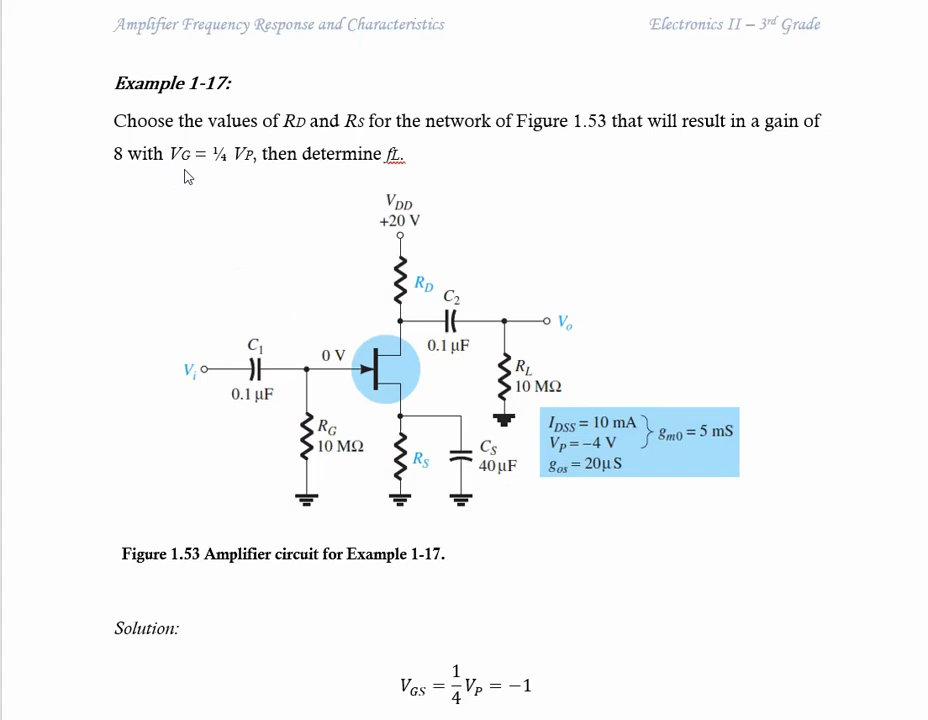 Amplifier Frequency Response and Characteristics Electronics II – 3rd Grade
Example 1-17:
Choose the values of RD and RS for the network of Figure 1.53 that will result in a gain of
8 with VG = ¼ VP, then determine fL.
VDD
+20 V
RD
C2
Vo
0.1 µF
C1
0 V
Vi
0.1 µF
RL
10 MΩ
RG
10 MΩ
RS
CS
40 µF
IDSS = 10 mA
VP = −4 V
gm0 = 5 mS
gos = 20 µS
Figure 1.53 Amplifier circuit for Example 1-17.
Solution:
VGS = 1/4 VP = −1